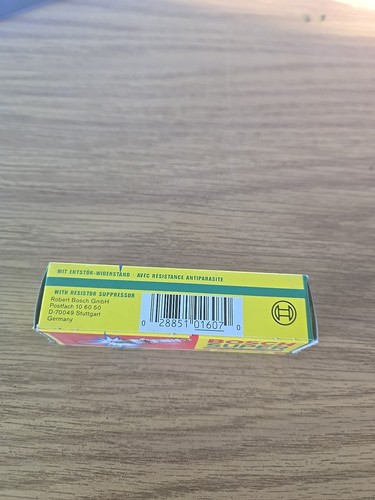 MIT ENTSTÖR-WIDERSTAND · AVEC RÉSISTANCE ANTIPARASITE
WITH RESISTOR SUPPRESSOR
Robert Bosch GmbH
Postfach 10 60 50
D-70049 Stuttgart
Germany
0 28851 01607 0
BOSCH
SUPER